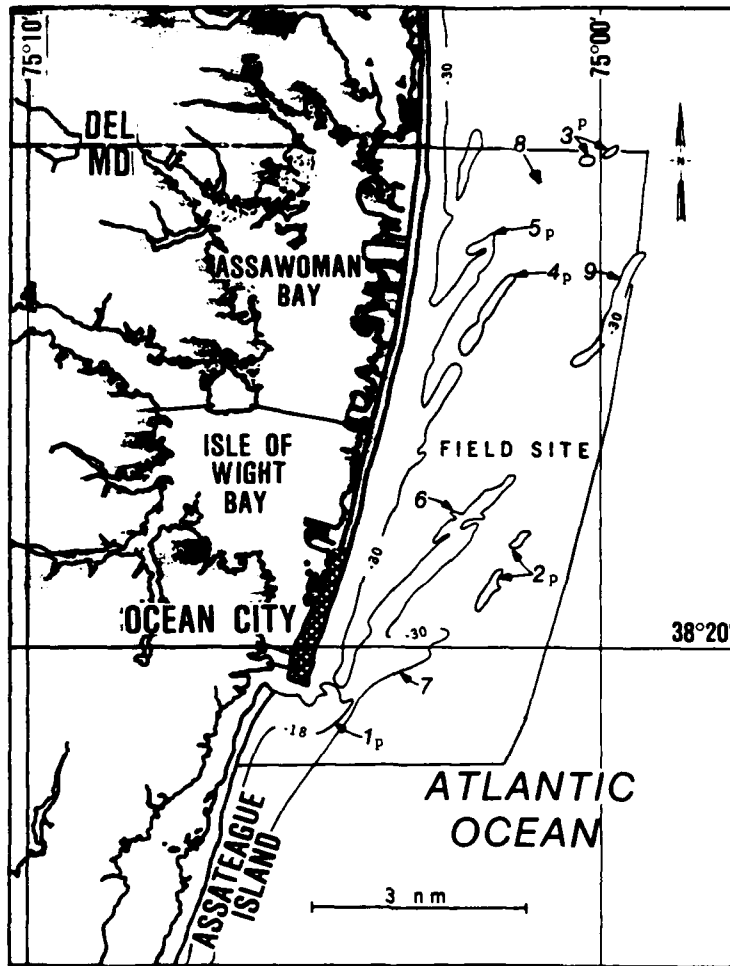 75°10'
75°00'
.30
DEL
MD
8
3p
N
5p
ASSAWOMAN
BAY
4p
9
.30
ISLE OF
WIGHT
BAY
FIELD SITE
6
.30
2p
OCEAN CITY
.30
38°20'
7
.18
1p
ATLANTIC
OCEAN
ASSATEAGUE
ISLAND
3 nm